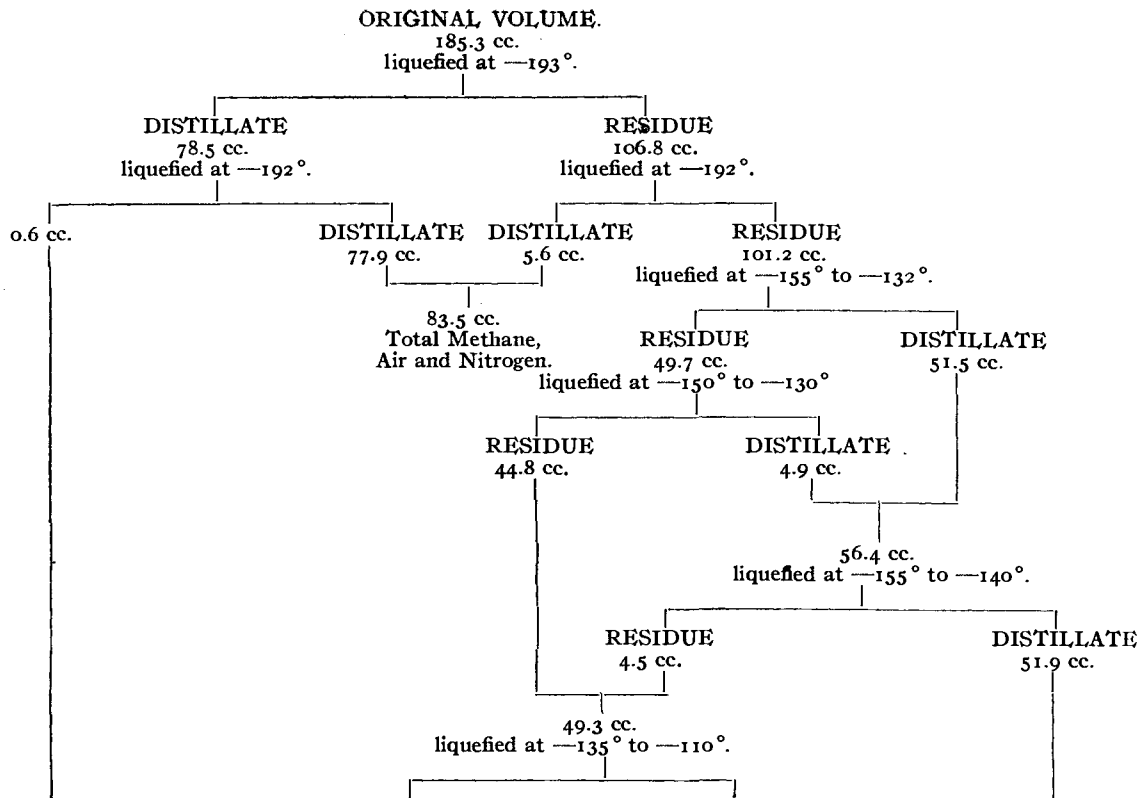 ORIGINAL VOLUME.
185.3 cc.
liquefied at —193°.
DISTILLATE
78.5 cc.
liquefied at —192°.
RESIDUE
106.8 cc.
liquefied at —192°.
0.6 cc.
DISTILLATE
77.9 cc.
DISTILLATE
5.6 cc.
RESIDUE
101.2 cc.
liquefied at —155° to —132°.
83.5 cc.
Total Methane,
Air and Nitrogen.
RESIDUE
49.7 cc.
liquefied at —150° to —130°
DISTILLATE
51.5 cc.
RESIDUE
44.8 cc.
DISTILLATE
4.9 cc.
56.4 cc.
liquefied at —155° to —140°.
RESIDUE
4.5 cc.
DISTILLATE
51.9 cc.
49.3 cc.
liquefied at —135° to —110°.